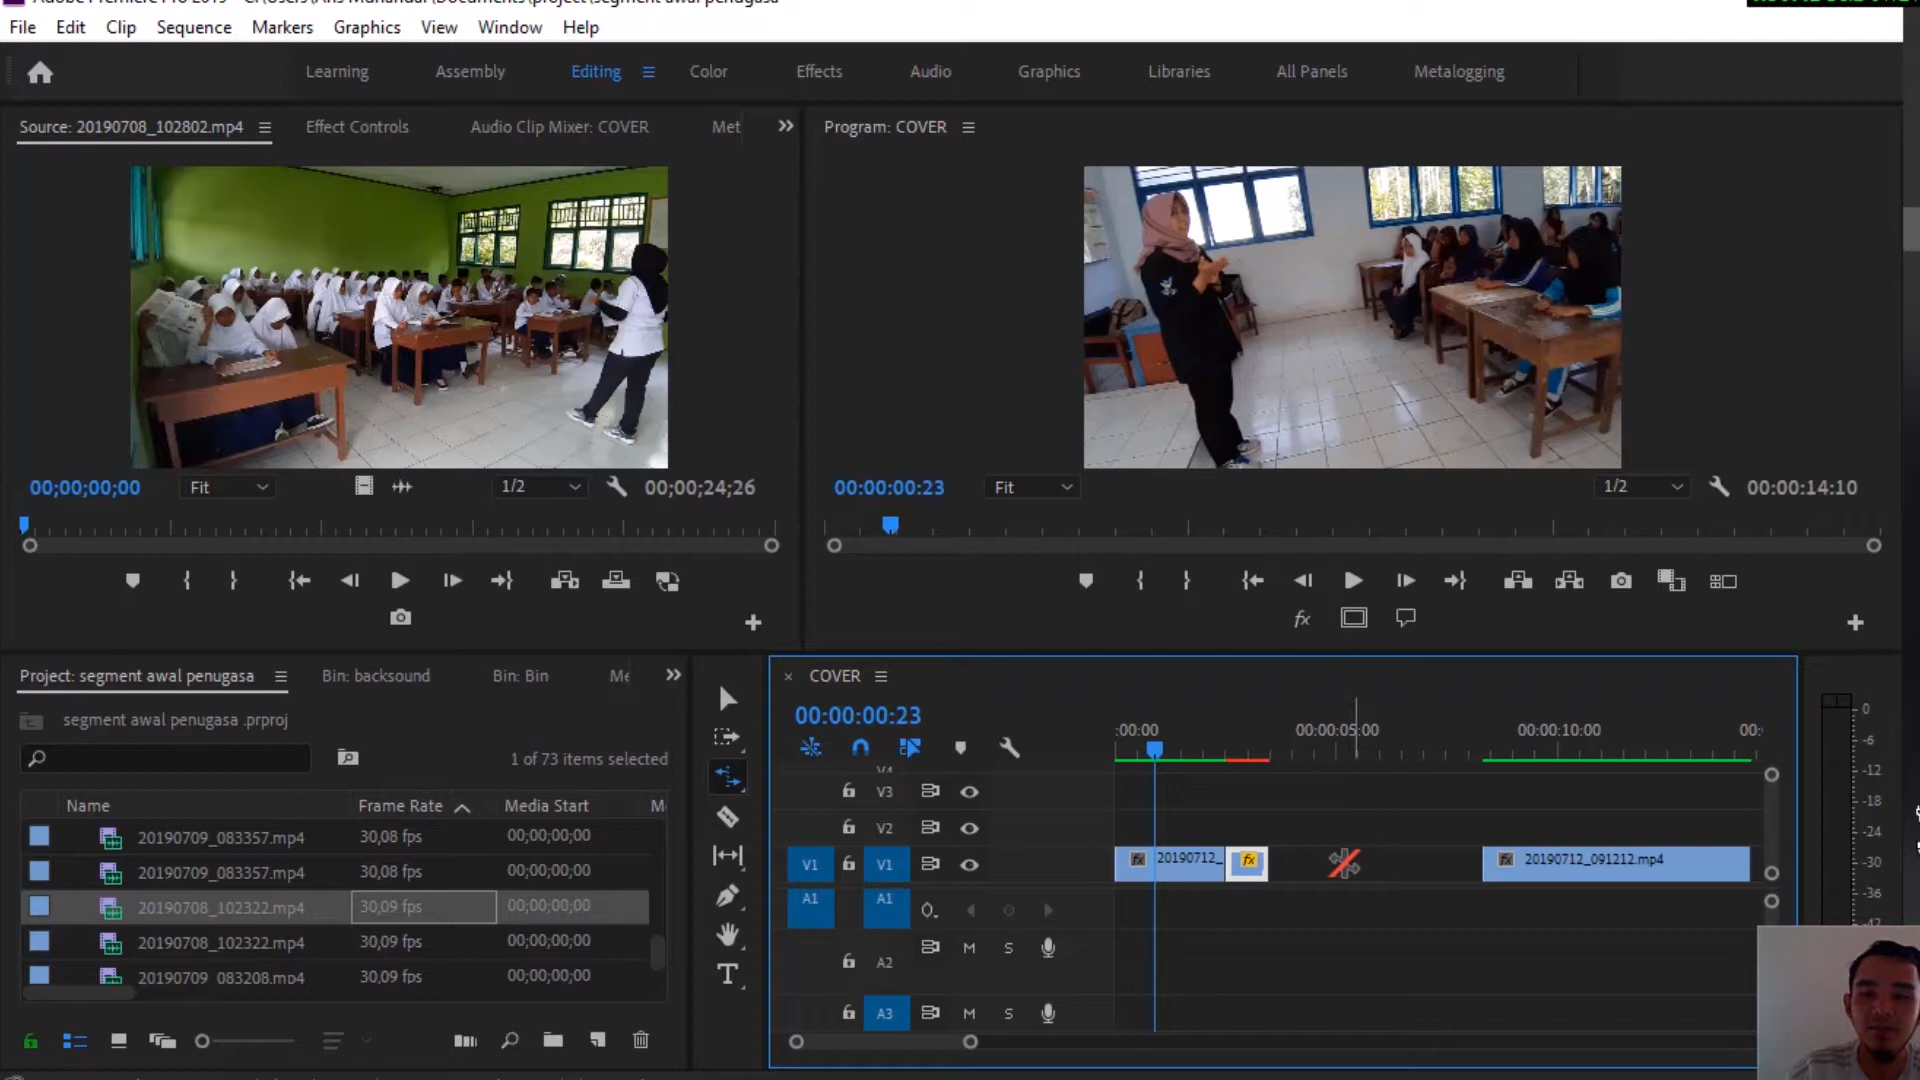 Adobe Premiere Pro 2019 - C:\Users\Aris Munandar\Documents\project\segment awal penugasa
File Edit Clip Sequence Markers Graphics View Window Help
Learning Assembly Editing Color Effects Audio Graphics Libraries All Panels Metalogging
Source: 20190708_102802.mp4 Effect Controls Audio Clip Mixer: COVER Met
Program: COVER
00;00;00;00 Fit 1/2 00;00;24;26
00:00:00:23 Fit 1/2 00:00:14:10
Project: segment awal penugasa Bin: backsound Bin: Bin Me
segment awal penugasa .prproj
1 of 73 items selected
Name Frame Rate Media Start M
20190709_083357.mp4 30,08 fps 00;00;00;00
20190709_083357.mp4 30,08 fps 00;00;00;00
20190708_102322.mp4 30,09 fps 00;00;00;00
20190708_102322.mp4 30,09 fps 00;00;00;00
20190709_083208.mp4 30,09 fps 00;00;00;00
T
COVER
00:00:00:23
:00:00 00:00:05:00 00:00:10:00 00:
V4
V3
V2
V1 V1 fx 20190712_ fx fx 20190712_091212.mp4
A1 A1
A2 M S
A3 M S
fx
0
-6
-12
-18
-24
-30
-36
-42